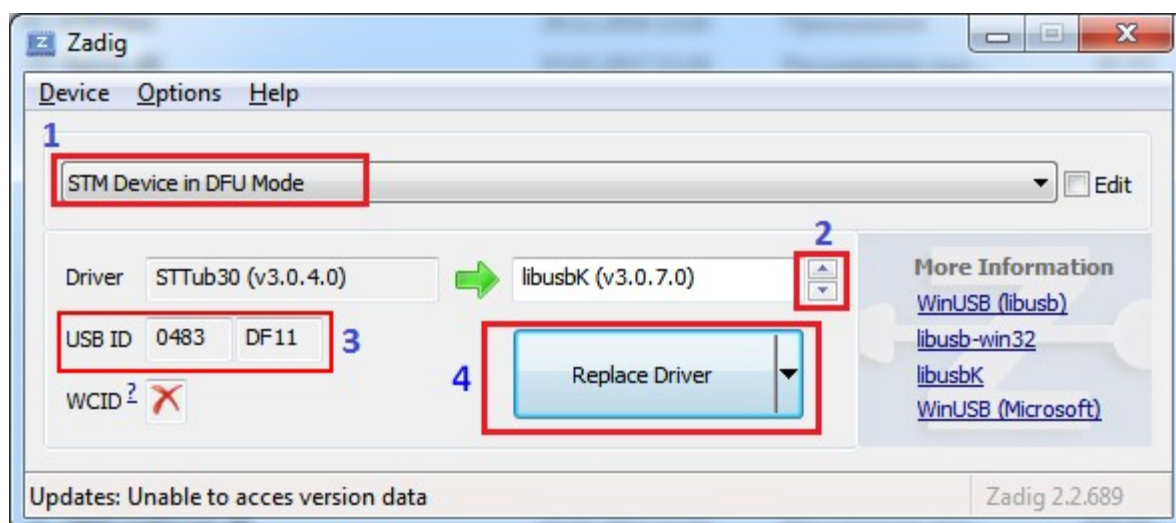 Zadig
Device Options Help
1
STM Device in DFU Mode
Edit
2
Driver STTub30 (v3.0.4.0) libusbK (v3.0.7.0)
USB ID 0483 DF11 3
4 Replace Driver
WCID ?
More Information
WinUSB (libusb)
libusb-win32
libusbK
WinUSB (Microsoft)
Updates: Unable to acces version data
Zadig 2.2.689